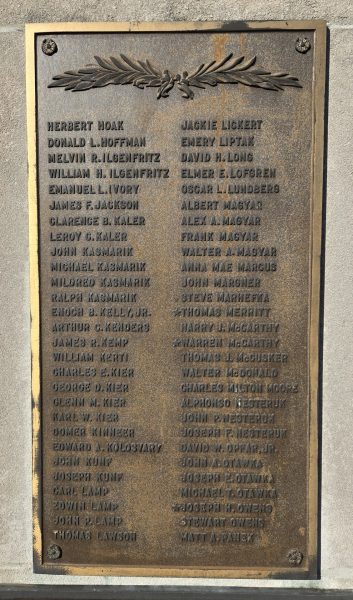 HERBERT HOAK
DONALD L. HOFFMAN
MELVIN R. ILGENFRITZ
WILLIAM H. ILGENFRITZ
EMANUEL L. IVORY
JAMES F. JACKSON
CLARENCE B. KALER
LEROY C. KALER
JOHN KASMARIK
MICHAEL KASMARIK
MILDRED KASMARIK
RALPH KASMARIK
ENOCH B. KELLY, JR.
ARTHUR C. KENDERS
JAMES R. KEMP
WILLIAM KERTI
CHARLES E. KIER
GEORGE D. KIER
GLENN M. KIER
KARL W. KIER
GOMER KINNEER
EDWARD A. KOLOSVARY
JOHN KUNF
JOSEPH KUNF
CARL LAMP
EDWIN LAMP
JOHN P. LAMP
THOMAS LAWSON
JACKIE LICKERT
EMERY LIPTAK
DAVID H. LONG
ELMER E. LOFGREN
OSCAR L. LUNDBERG
ALBERT MAGYAR
ALEX A. MAGYAR
FRANK MAGYAR
WALTER A. MAGYAR
ANNA MAE MARCUS
JOHN MARGNER
STEVE MARHEFKA
★THOMAS MERRITT
HARRY J. McCARTHY
★WARREN McCARTHY
THOMAS J. McCUSKER
WALTER McDONALD
CHARLES MILTON MOORE
ALPHONSO NESTERUK
JOHN P. NESTERUK
JOSEPH F. NESTERUK
DAVID W. OPFAR, JR.
JOHN A. OTAWKA
JOSEPH E. OTAWKA
MICHAEL T. OTAWKA
★JOSEPH H. OWENS
STEWART OWENS
MATT A. PANEK